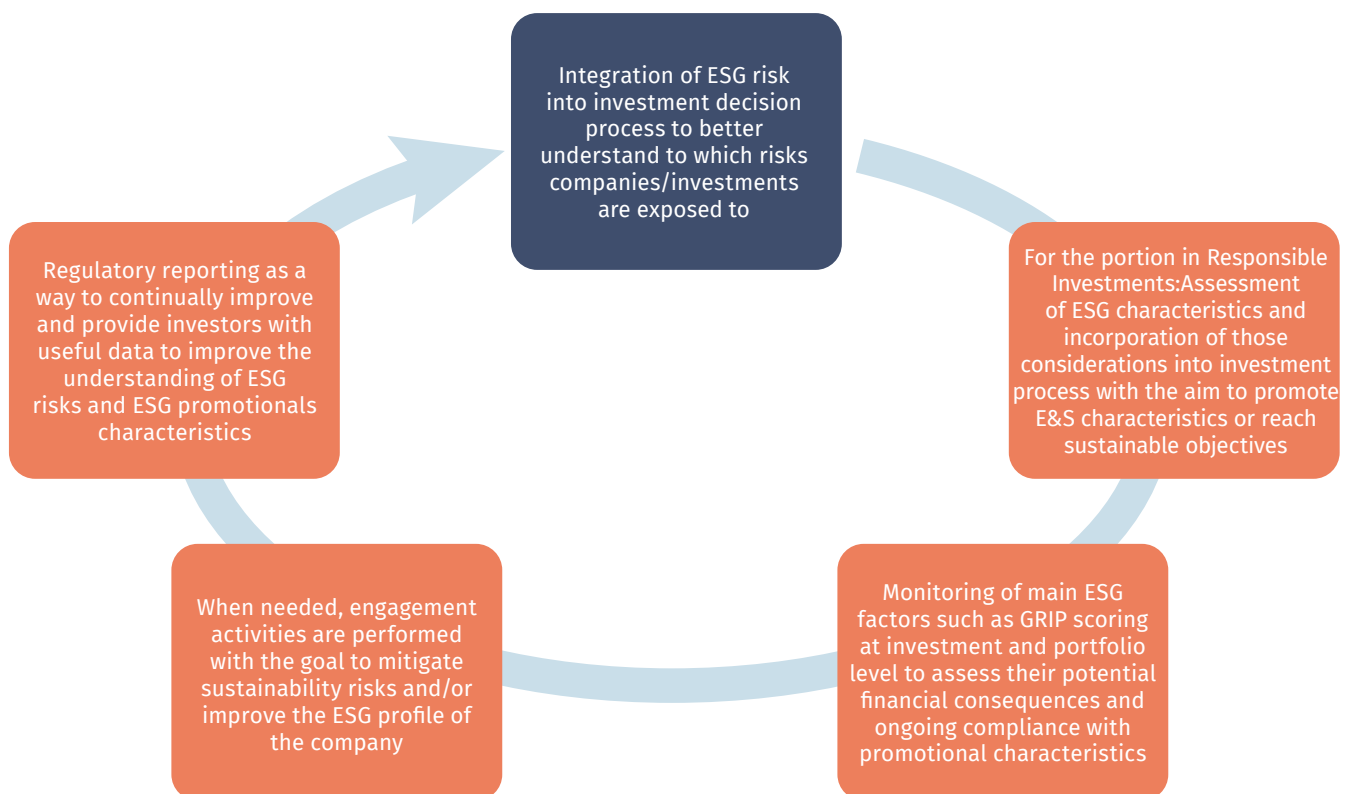 Integration of ESG risk
into investment decision
process to better
understand to which risks
companies/investments
are exposed to
For the portion in Responsible
Investments:Assessment
of ESG characteristics and
incorporation of those
considerations into investment
process with the aim to promote
E&S characteristics or reach
sustainable objectives
Monitoring of main ESG
factors such as GRIP scoring
at investment and portfolio
level to assess their potential
financial consequences and
ongoing compliance with
promotional characteristics
When needed, engagement
activities are performed
with the goal to mitigate
sustainability risks and/or
improve the ESG profile of
the company
Regulatory reporting as a
way to continually improve
and provide investors with
useful data to improve the
understanding of ESG
risks and ESG promotionals
characteristics